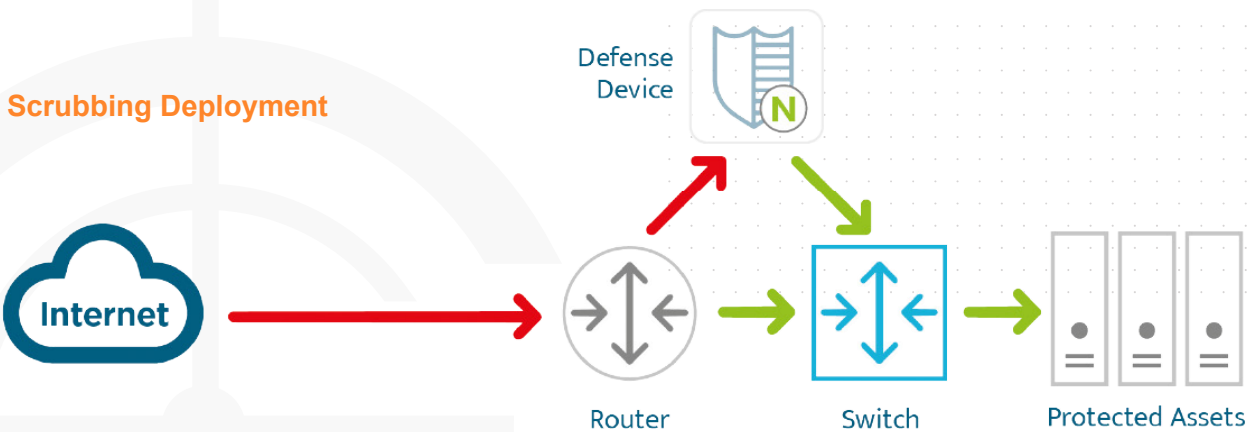 Defense
Device
N
Scrubbing Deployment
Internet
Router
Switch
Protected Assets